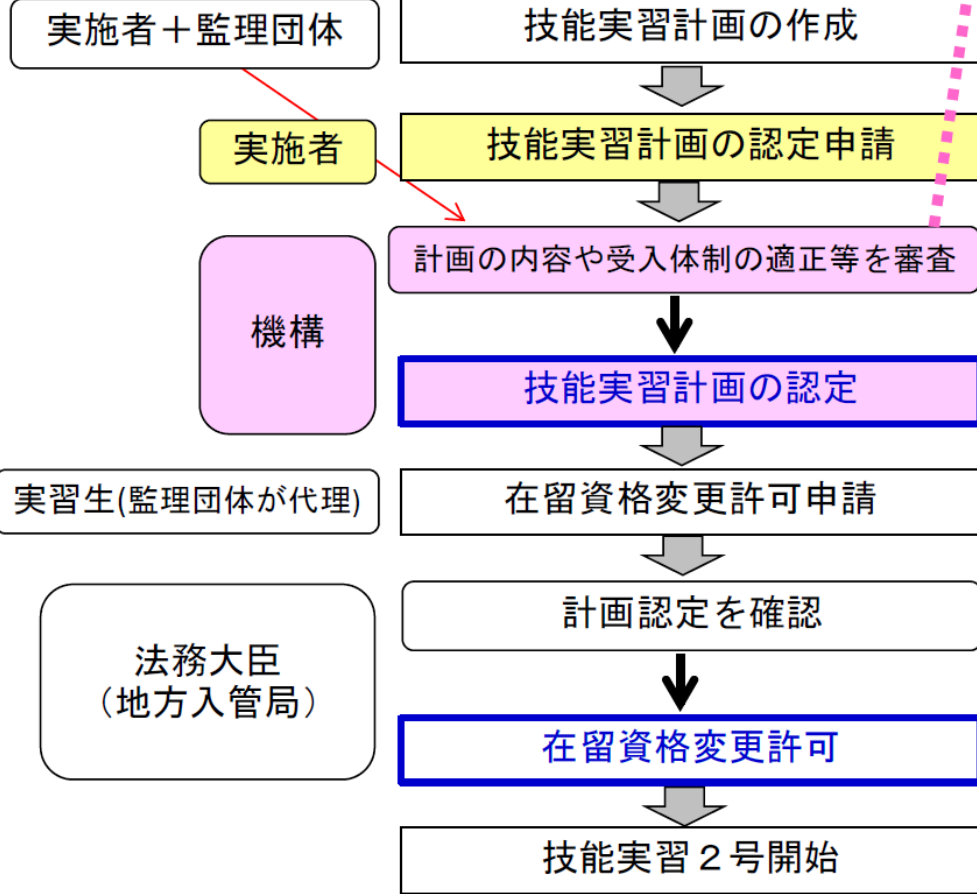 実施者＋監理団体
技能実習計画の作成
実施者
技能実習計画の認定申請
機構
計画の内容や受入体制の適正等を審査
技能実習計画の認定
実習生(監理団体が代理)
在留資格変更許可申請
法務大臣
（地方入管局）
計画認定を確認
在留資格変更許可
技能実習２号開始